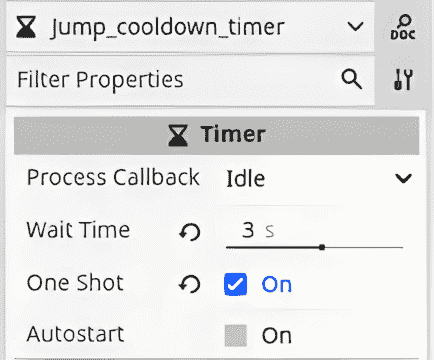 Jump_cooldown_timer
DOC
Filter Properties
Timer
Process Callback Idle
Wait Time 3 s
One Shot On
Autostart On